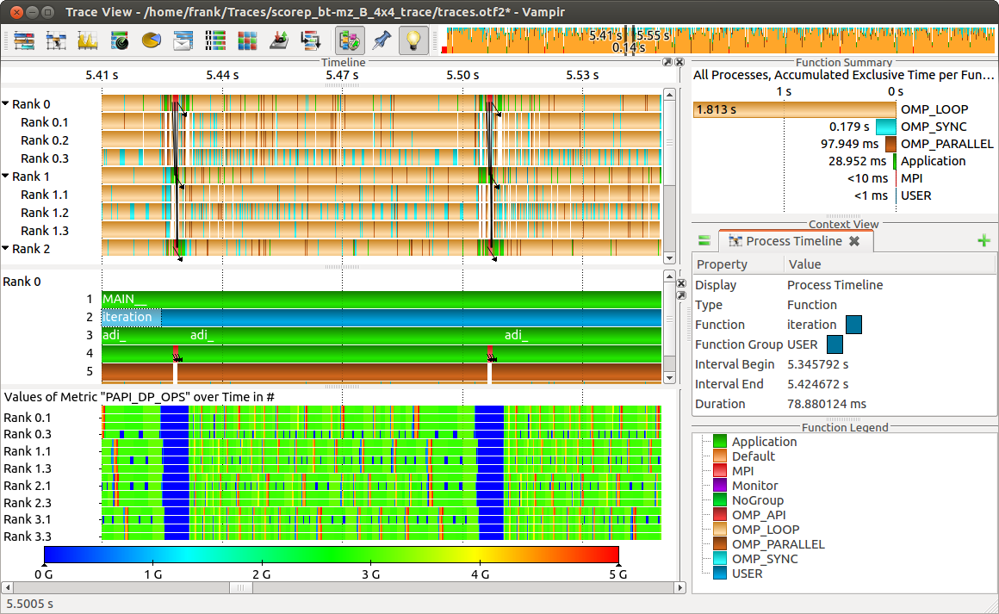 Trace View - /home/frank/Traces/scorep_bt-mz_B_4x4_trace/traces.otf2* - Vampir
5.41 s 5.55 s
0.14 s
Timeline
5.41 s 5.44 s 5.47 s 5.50 s 5.53 s
Rank 0
Rank 0.1
Rank 0.2
Rank 0.3
Rank 1
Rank 1.1
Rank 1.2
Rank 1.3
Rank 2
Rank 0
1 MAIN__
2 iteration
3 adi_ adi_ adi_
4
5
Values of Metric "PAPI_DP_OPS" over Time in #
Rank 0.1
Rank 0.3
Rank 1.1
Rank 1.3
Rank 2.1
Rank 2.3
Rank 3.1
Rank 3.3
0 G 1 G 2 G 3 G 4 G 5 G
5.5005 s
Function Summary
All Processes, Accumulated Exclusive Time per Fun...
1 s 0 s
1.813 s OMP_LOOP
0.179 s OMP_SYNC
97.949 ms OMP_PARALLEL
28.952 ms Application
<10 ms MPI
<1 ms USER
Context View
Process Timeline
Property Value
Display Process Timeline
Type Function
Function iteration
Function Group USER
Interval Begin 5.345792 s
Interval End 5.424672 s
Duration 78.880124 ms
Function Legend
Application
Default
MPI
Monitor
NoGroup
OMP_API
OMP_LOOP
OMP_PARALLEL
OMP_SYNC
USER